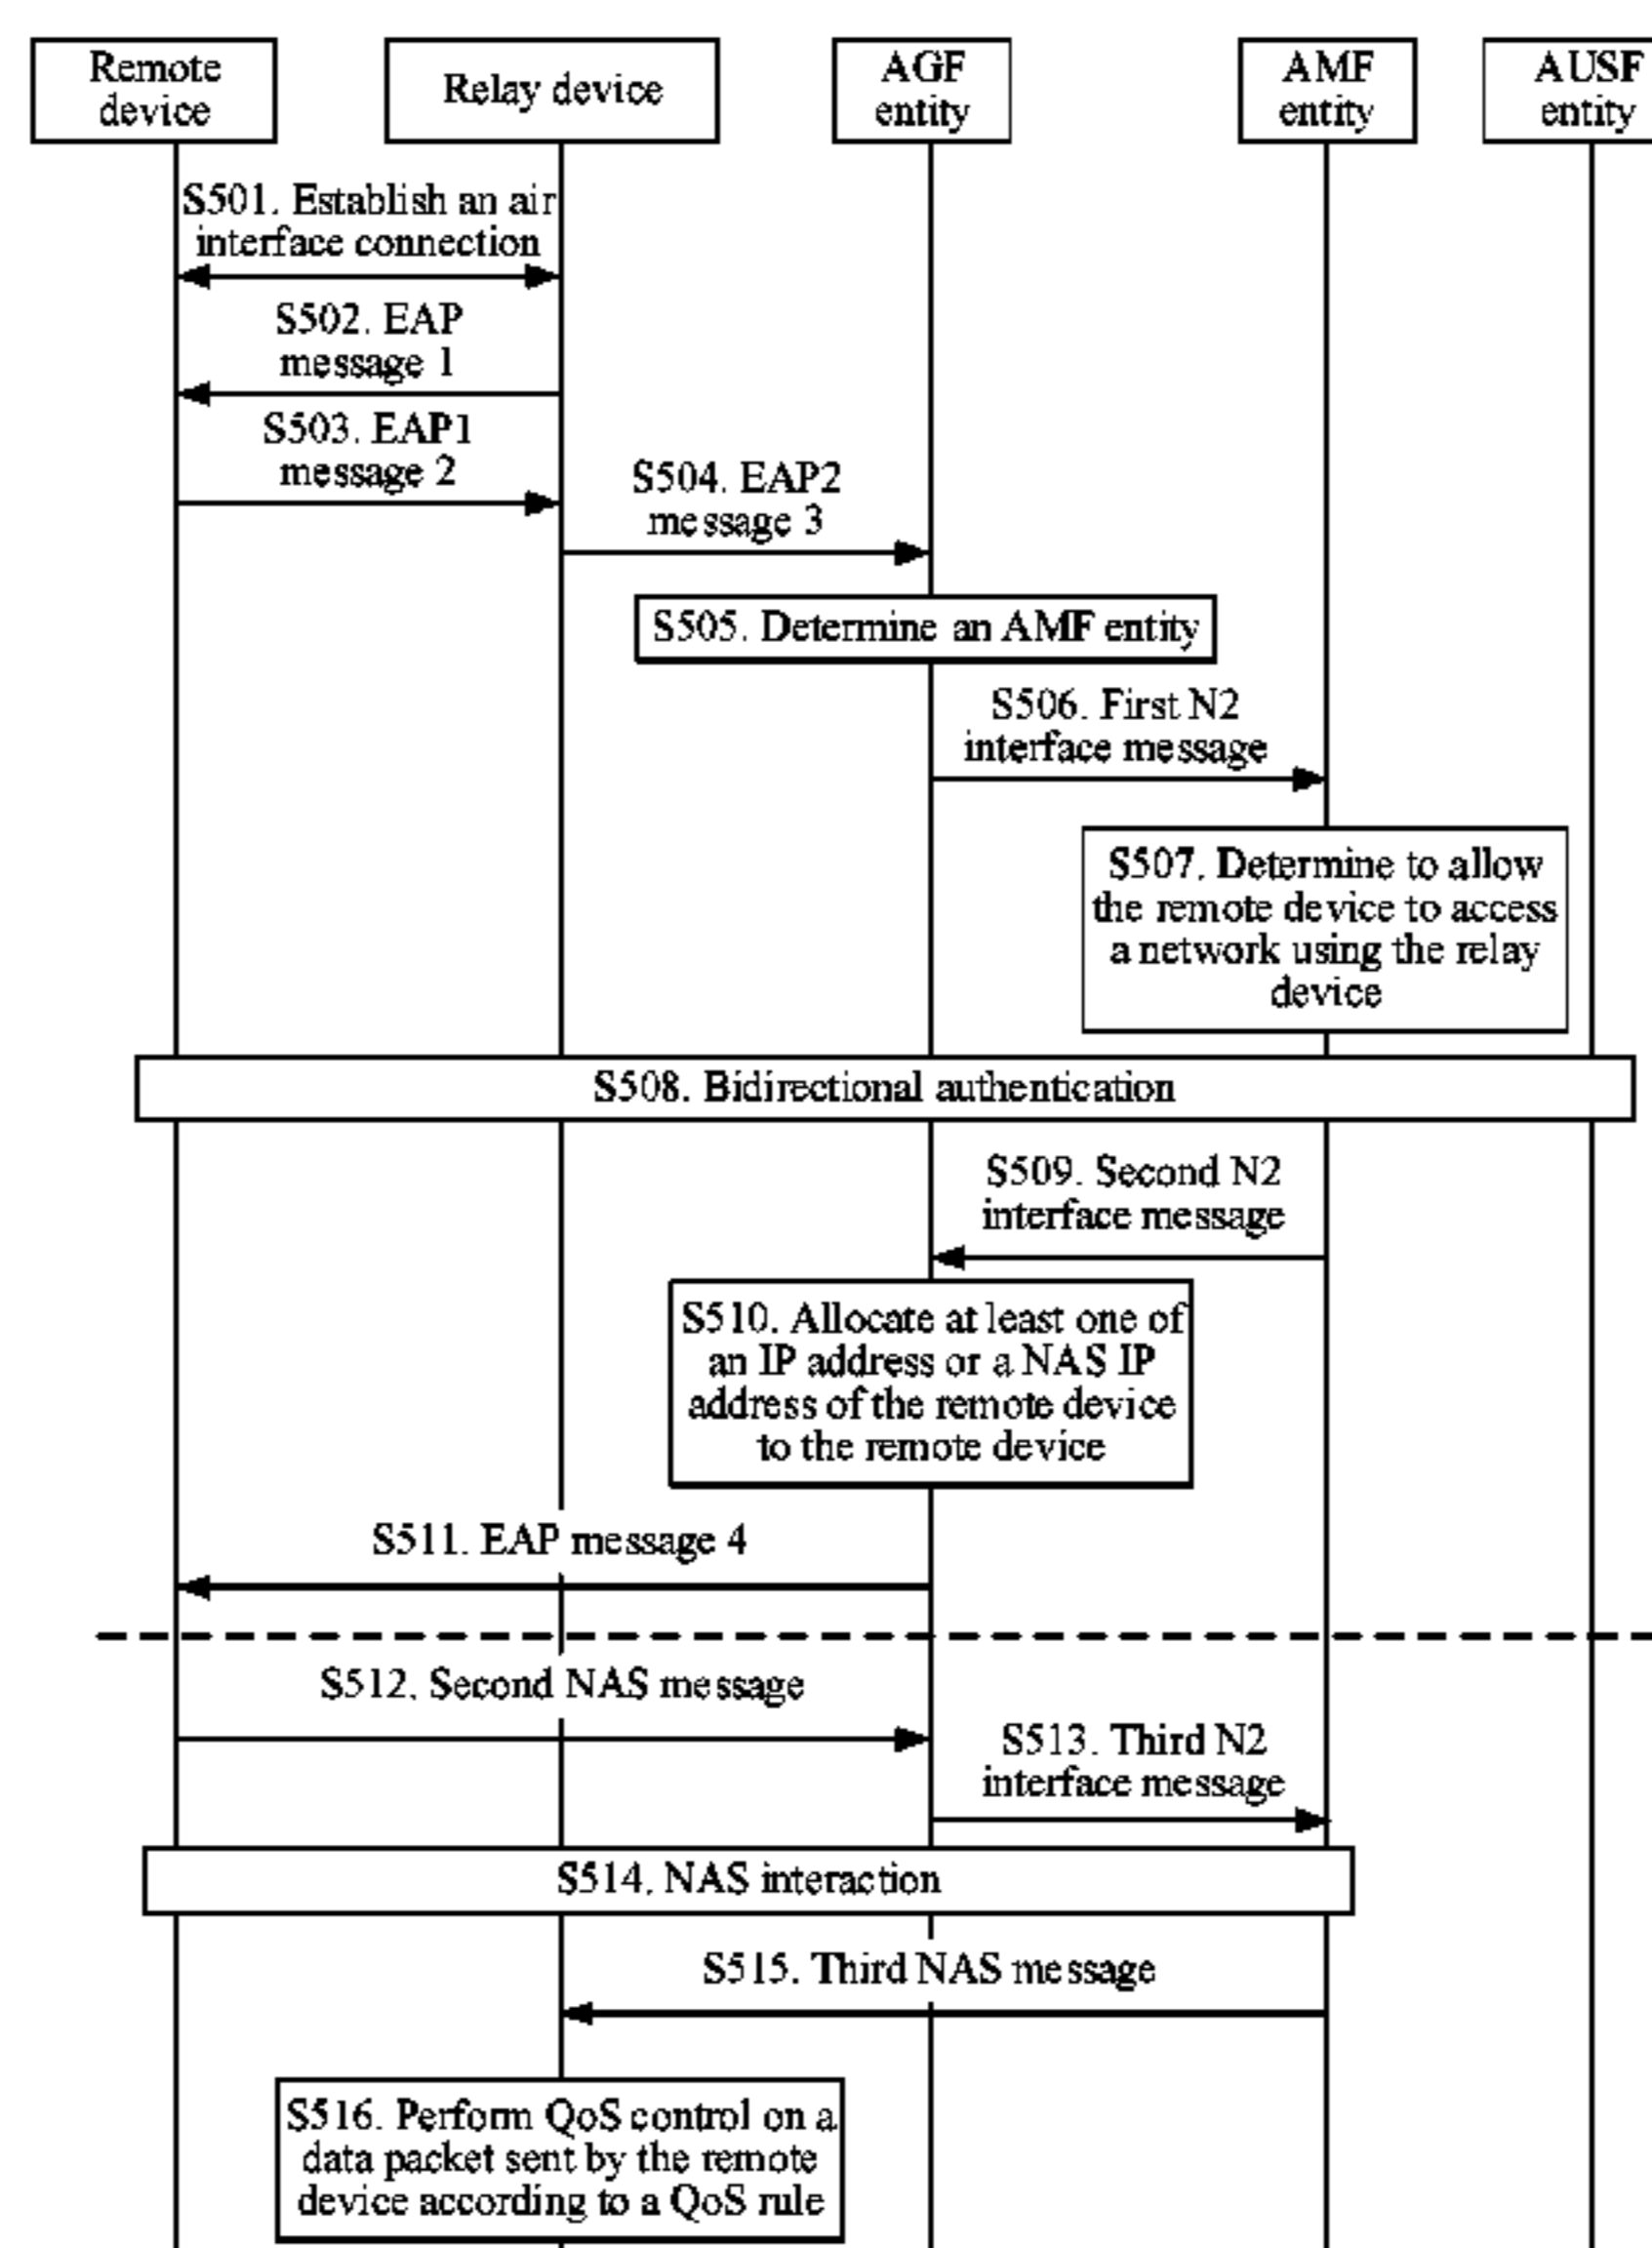 Remote
device
Relay device
AGF
entity
AMF
entity
AUSF
entity
S501. Establish an air
interface connection
S502. EAP
message 1
S503. EAP1
message 2
S504. EAP2
message 3
S505. Determine an AMF entity
S506. First N2
interface message
S507. Determine to allow
the remote device to access
a network using the relay
device
S508. Bidirectional authentication
S509. Second N2
interface message
S510. Allocate at least one of
an IP address or a NAS IP
address of the remote device
to the remote device
S511. EAP message 4
S512. Second NAS message
S513. Third N2
interface message
S514. NAS interaction
S515. Third NAS message
S516. Perform QoS control on a
data packet sent by the remote
device according to a QoS rule